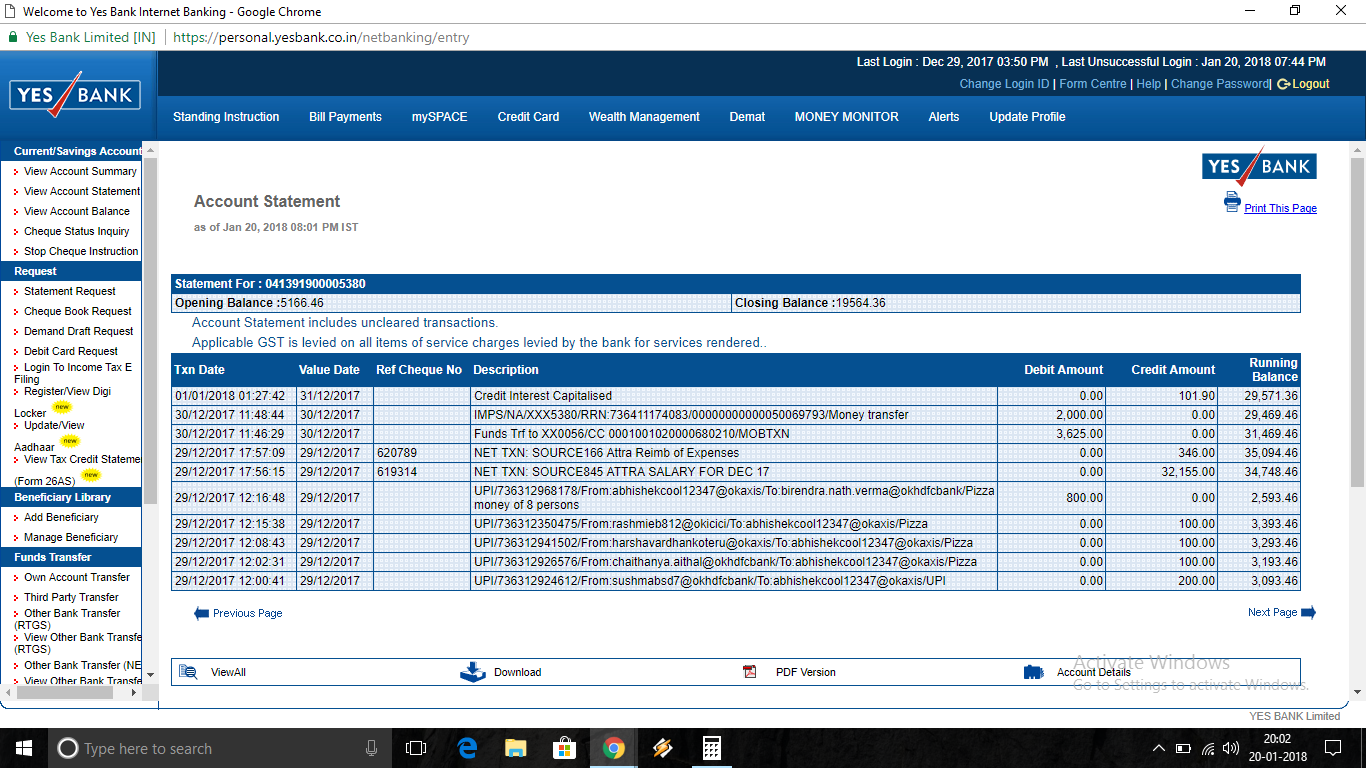 Welcome to Yes Bank Internet Banking - Google Chrome
Yes Bank Limited [IN] https://personal.yesbank.co.in/netbanking/entry
Last Login : Dec 29, 2017 03:50 PM , Last Unsuccessful Login : Jan 20, 2018 07:44 PM
Change Login ID | Form Centre | Help | Change Password| Logout
YES BANK
Standing Instruction Bill Payments mySPACE Credit Card Wealth Management Demat MONEY MONITOR Alerts Update Profile
Current/Savings Account
View Account Summary
View Account Statement
View Account Balance
Cheque Status Inquiry
Stop Cheque Instruction
Request
Statement Request
Cheque Book Request
Demand Draft Request
Debit Card Request
Login To Income Tax E
Filing
Register/View Digi
Locker new
Update/View
Aadhaar new
View Tax Credit Stateme
(Form 26AS) new
Beneficiary Library
Add Beneficiary
Manage Beneficiary
Funds Transfer
Own Account Transfer
Third Party Transfer
Other Bank Transfer
(RTGS)
View Other Bank Transfe
(RTGS)
Other Bank Transfer (NE
View Other Bank Transfe
YES BANK
Print This Page
Account Statement
as of Jan 20, 2018 08:01 PM IST
Statement For : 041391900005380
Opening Balance :5166.46 Closing Balance :19564.36
Account Statement includes uncleared transactions.
Applicable GST is levied on all items of service charges levied by the bank for services rendered..
Txn Date Value Date Ref Cheque No Description Debit Amount Credit Amount Running Balance
01/01/2018 01:27:42 31/12/2017 Credit Interest Capitalised 0.00 101.90 29,571.36
30/12/2017 11:48:44 30/12/2017 IMPS/NA/XXX5380/RRN:736411174083/00000000000050069793/Money transfer 2,000.00 0.00 29,469.46
30/12/2017 11:46:29 30/12/2017 Funds Trf to XX0056/CC 0001001020000680210/MOBTXN 3,625.00 0.00 31,469.46
29/12/2017 17:57:09 29/12/2017 620789 NET TXN: SOURCE166 Attra Reimb of Expenses 0.00 346.00 35,094.46
29/12/2017 17:56:15 29/12/2017 619314 NET TXN: SOURCE845 ATTRA SALARY FOR DEC 17 0.00 32,155.00 34,748.46
29/12/2017 12:16:48 29/12/2017 UPI/736312968178/From:abhishekcool12347@okaxis/To:birendra.nath.verma@okhdfcbank/Pizza money of 8 persons 800.00 0.00 2,593.46
29/12/2017 12:15:38 29/12/2017 UPI/736312350475/From:rashmieb812@okicici/To:abhishekcool12347@okaxis/Pizza 0.00 100.00 3,393.46
29/12/2017 12:08:43 29/12/2017 UPI/736312941502/From:harshavardhankoteru@okaxis/To:abhishekcool12347@okaxis/Pizza 0.00 100.00 3,293.46
29/12/2017 12:02:31 29/12/2017 UPI/736312926576/From:chaithanya.aithal@okhdfcbank/To:abhishekcool12347@okaxis/Pizza 0.00 100.00 3,193.46
29/12/2017 12:00:41 29/12/2017 UPI/736312924612/From:sushmabsd7@okhdfcbank/To:abhishekcool12347@okaxis/UPI 0.00 200.00 3,093.46
Previous Page Next Page
ViewAll Download PDF Version Account Details
Activate Windows
Go to Settings to activate Windows.
YES BANK Limited
Type here to search
20:02
20-01-2018